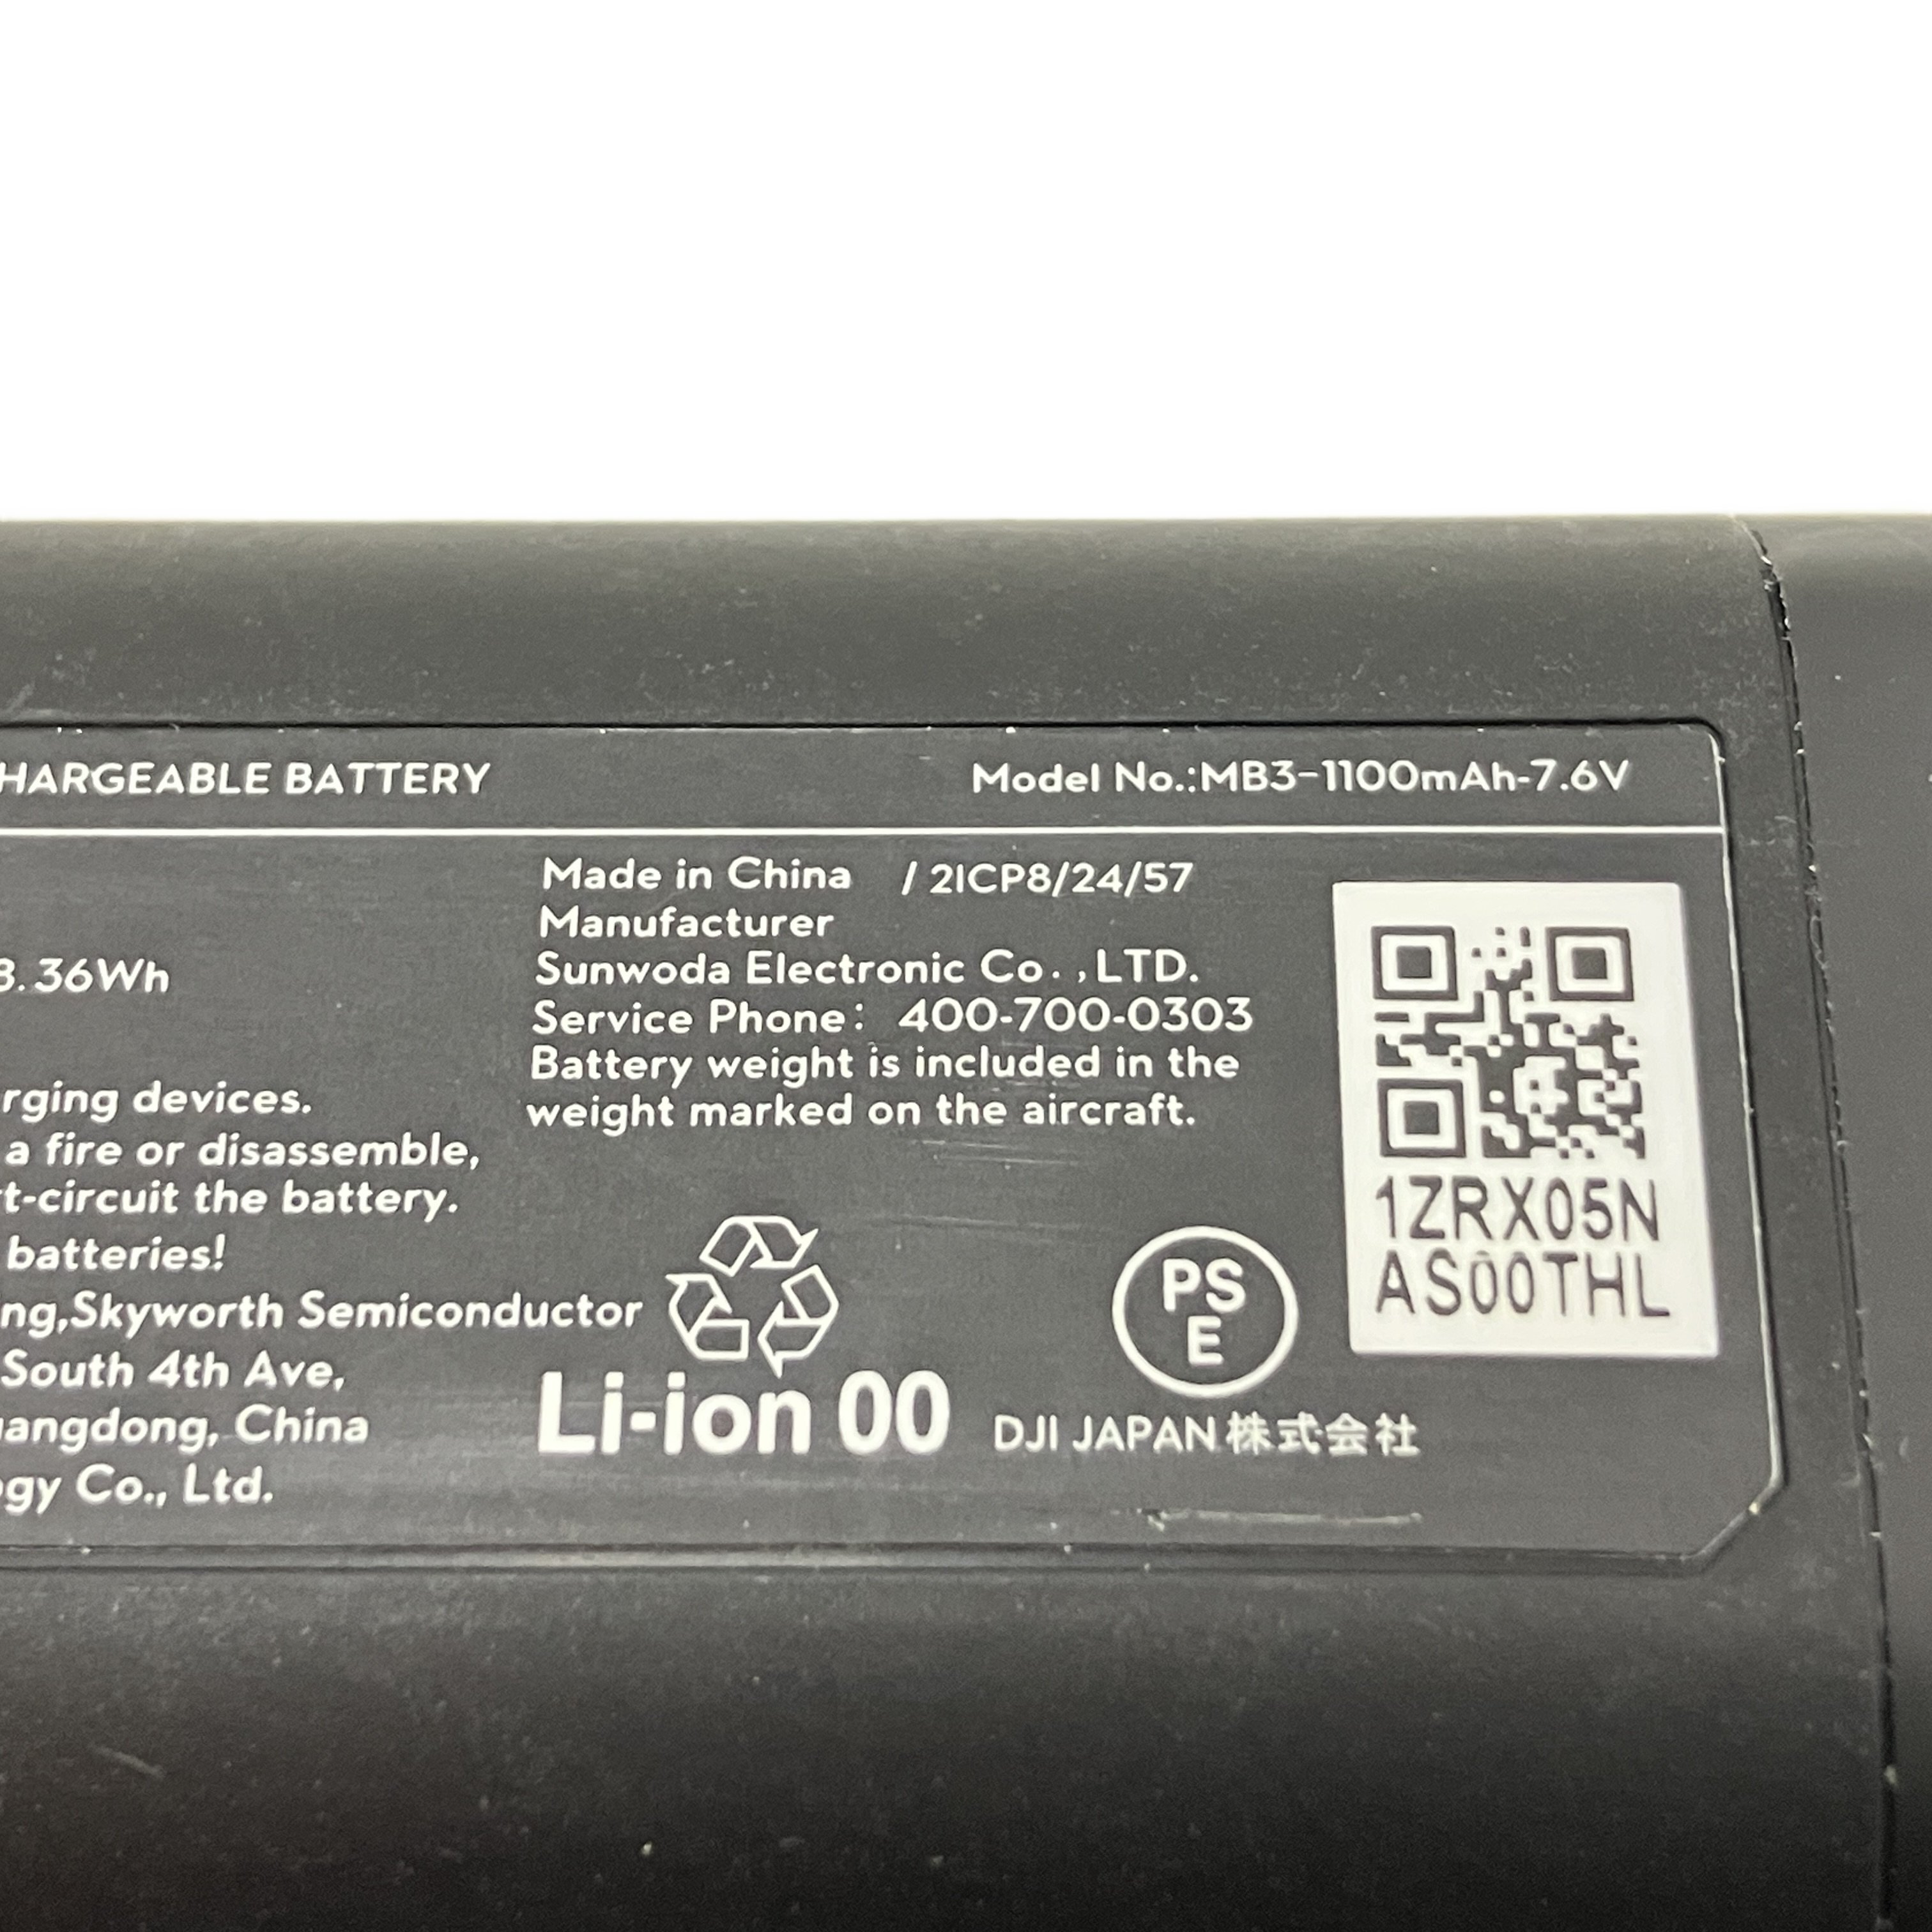 HARGEABLE BATTERY
Model No.:MB3-1100mAh-7.6V
.36Wh
rging devices.
a fire or disassemble,
t-circuit the battery.
batteries!
ng,Skyworth Semiconductor
South 4th Ave,
angdong, China
gy Co., Ltd.
Made in China / 2ICP8/24/57
Manufacturer
Sunwoda Electronic Co.,LTD.
Service Phone: 400-700-0303
Battery weight is included in the
weight marked on the aircraft.
Li-ion 00
PS
E
DJI JAPAN 株式会社
1ZRX05N
AS00THL